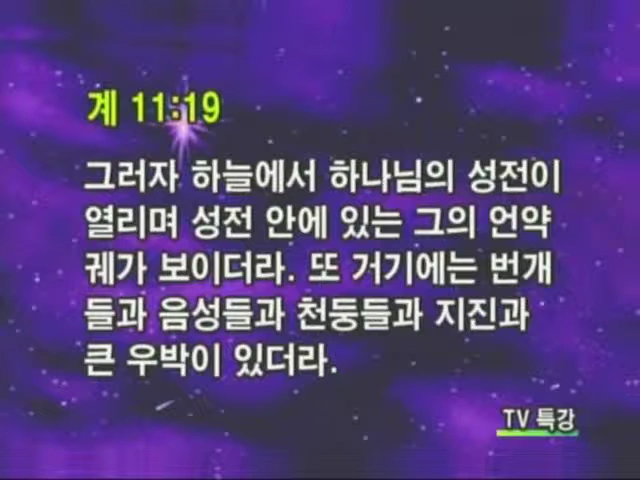 계 11:19
그러자 하늘에서 하나님의 성전이
열리며 성전 안에 있는 그의 언약
궤가 보이더라. 또 거기에는 번개
들과 음성들과 천둥들과 지진과
큰 우박이 있더라.
TV 특강